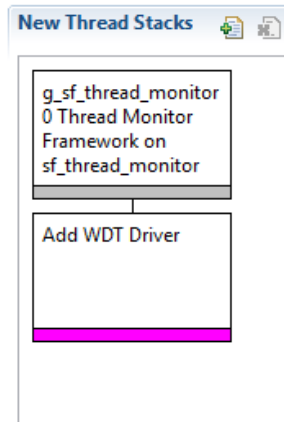 New Thread Stacks
g_sf_thread_monitor
0 Thread Monitor
Framework on
sf_thread_monitor
Add WDT Driver